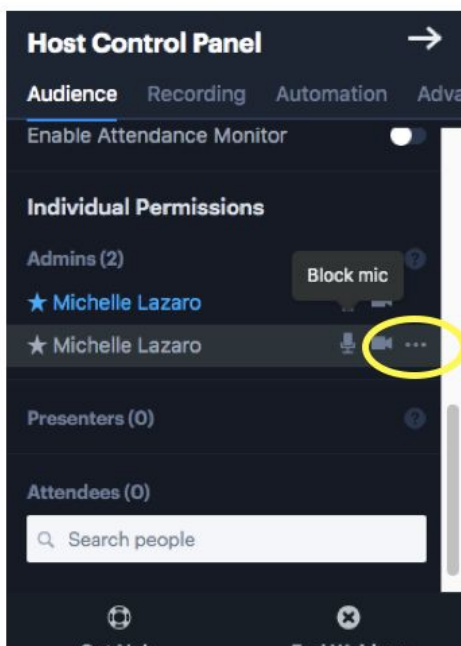 Host Control Panel
Audience Recording Automation Adva
Enable Attendance Monitor
Individual Permissions
Admins (2)
Block mic
Michelle Lazaro
Michelle Lazaro
Presenters (0)
Attendees (0)
Search people